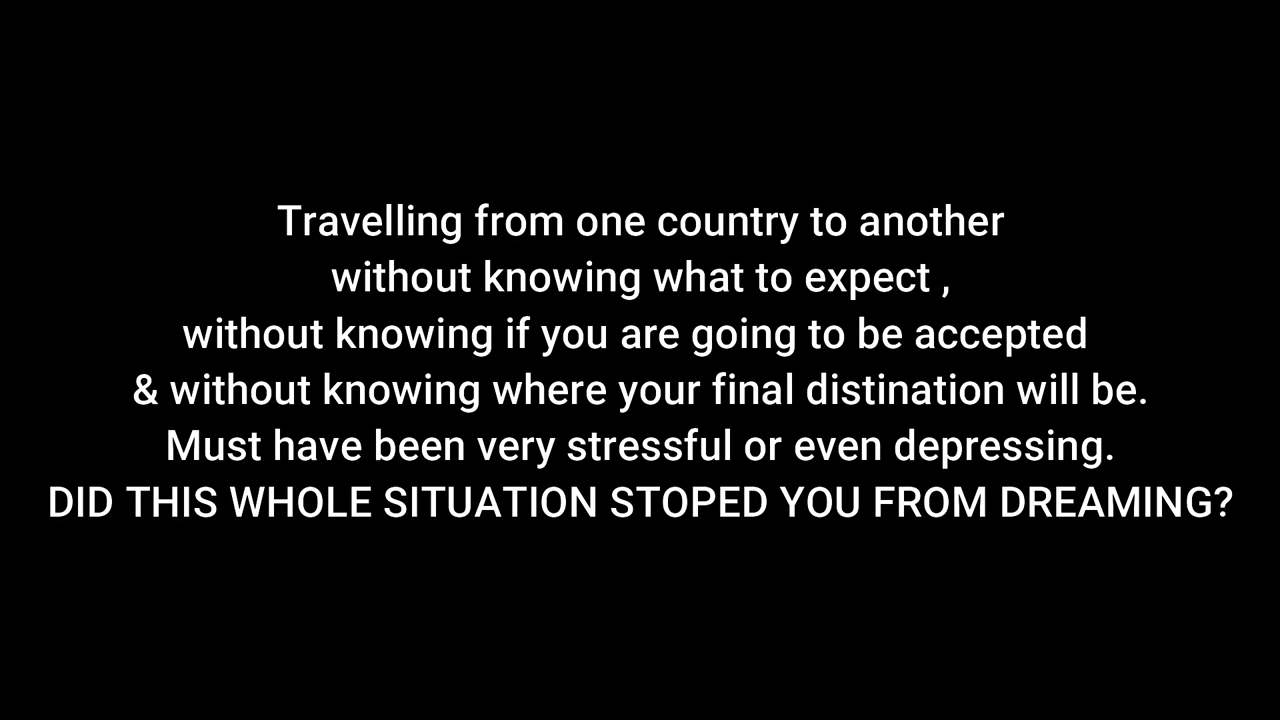 Travelling from one country to another
without knowing what to expect ,
without knowing if you are going to be accepted
& without knowing where your final distination will be.
Must have been very stressful or even depressing.
DID THIS WHOLE SITUATION STOPED YOU FROM DREAMING?